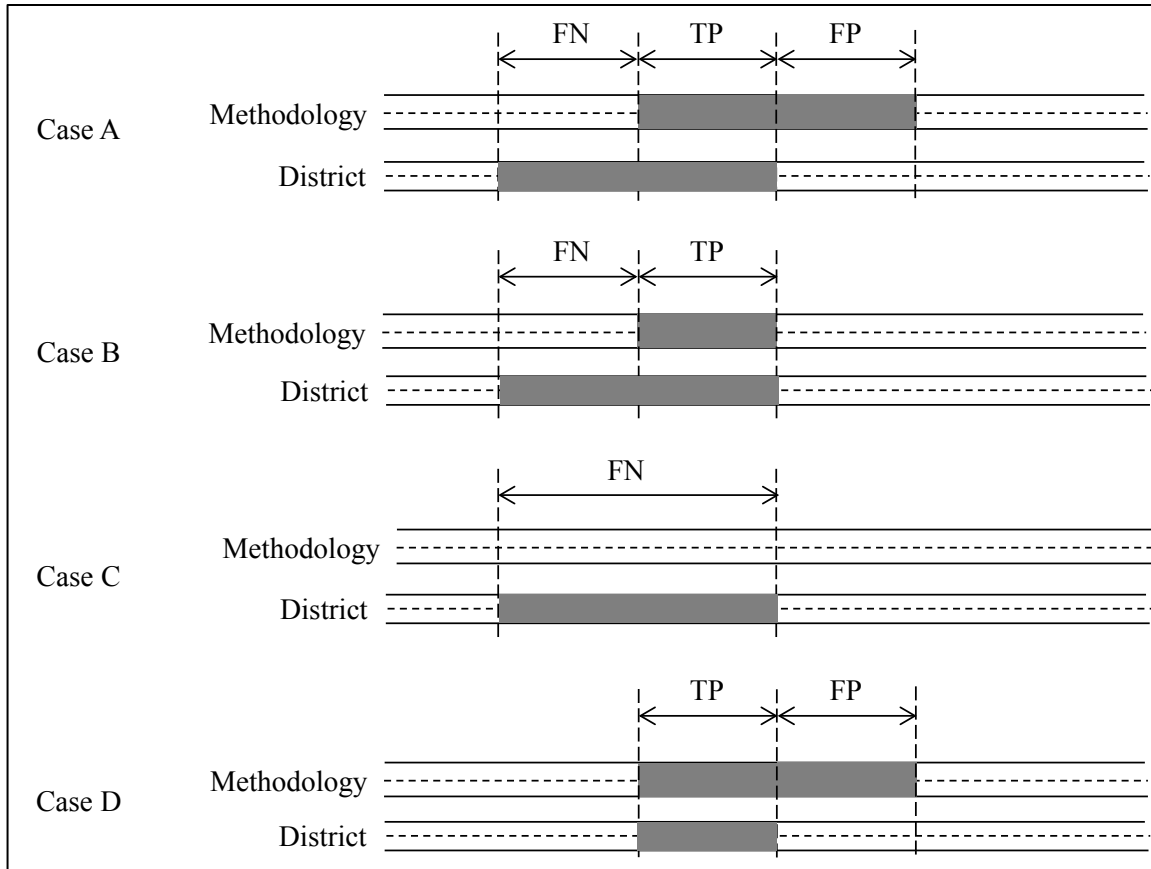 FN TP FP
Methodology
Case A
District
FN TP
Methodology
Case B
District
FN
Methodology
Case C
District
TP FP
Methodology
Case D
District